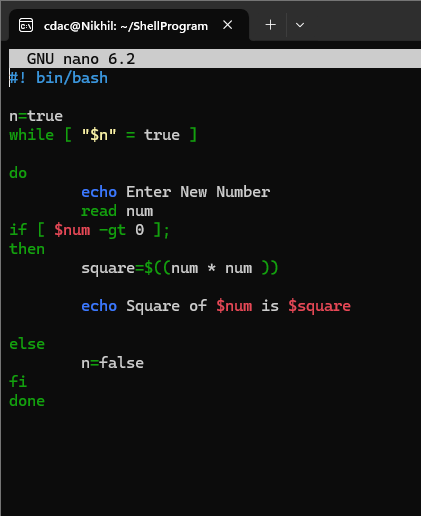 cdac@Nikhil: ~/ShellProgram
GNU nano 6.2
#! bin/bash
n=true
while [ "$n" = true ]
do
echo Enter New Number
read num
if [ $num -gt 0 ];
then
square=$((num * num ))
echo Square of $num is $square
else
n=false
fi
done